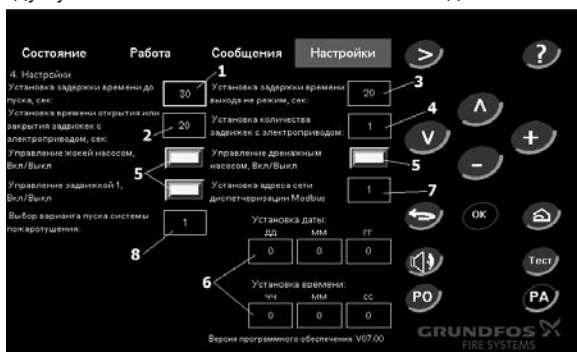 Состояние Работа Сообщения Настройки > ?
4. Настройки 1
Установка задержки времени до
пуска, сек: 30
Установка задержки времени
выхода не режим, сек: 20 3
Установка времени открытия или
закрытия задвижек с
электроприводом, сек: 2 20
Установка количества
задвижек с электроприводом: 1 4
Управление жокей насосом,
Вкл/Выкл 5
Управление дренажным
насосом, Вкл/Выкл 5
Управление задвижкой 1,
Вкл/Выкл
Установка адреса сети
диспетчеризации Modbus 1 7
Выбор варианта пуска системы
пожаротушения: 1 8
Установка даты:
дд мм гг
0 0 0
6
Установка времени:
чч мм сс
0 0 0
Версия программного обеспечения: V07.00
OK
Тест
PO PA
GRUNDFOS
FIRE SYSTEMS